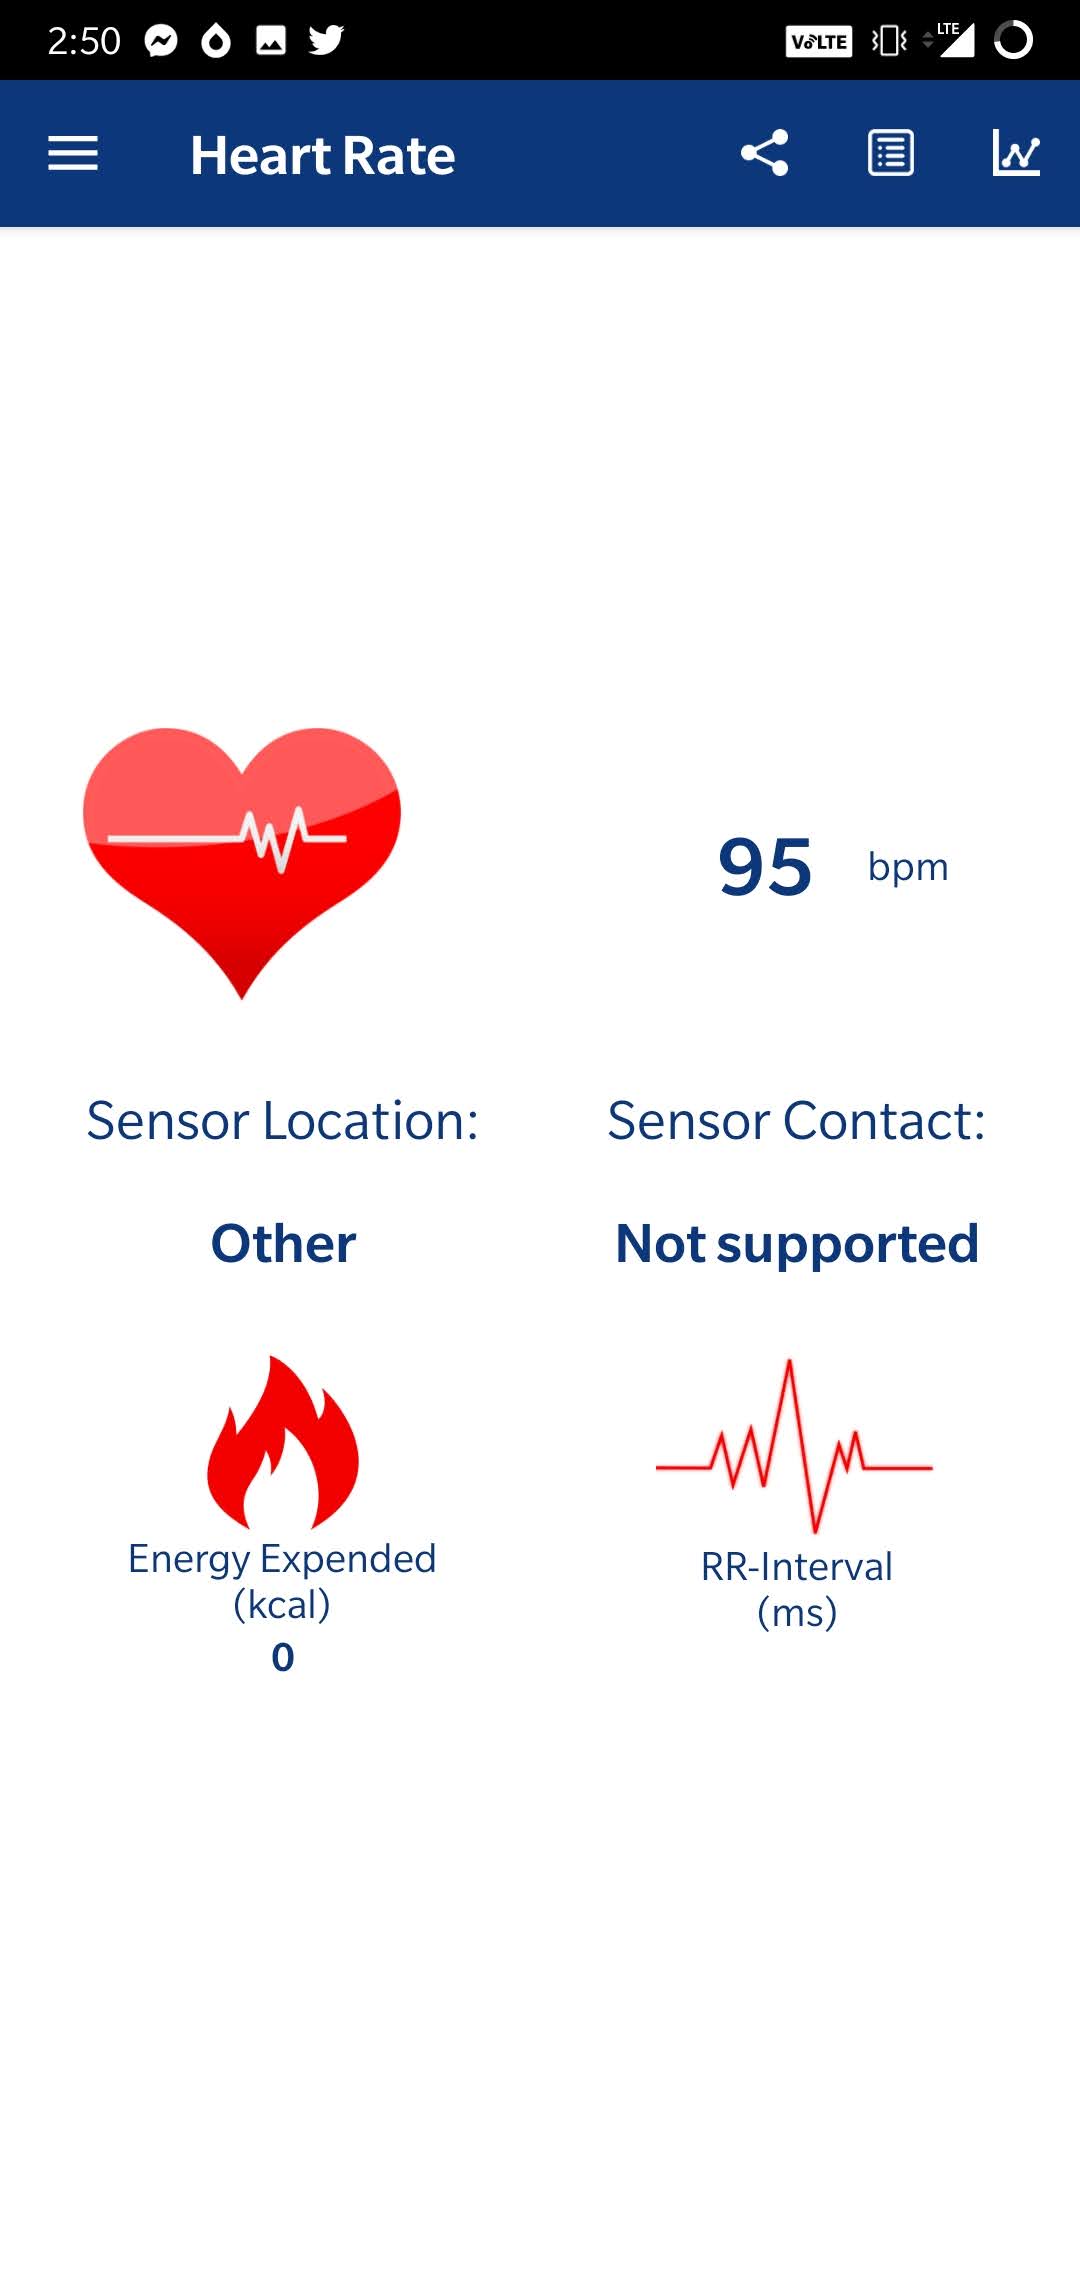 2:50
VoLTE
LTE
Heart Rate
95 bpm
Sensor Location:
Sensor Contact:
Other
Not supported
Energy Expended
(kcal)
0
RR-Interval
(ms)